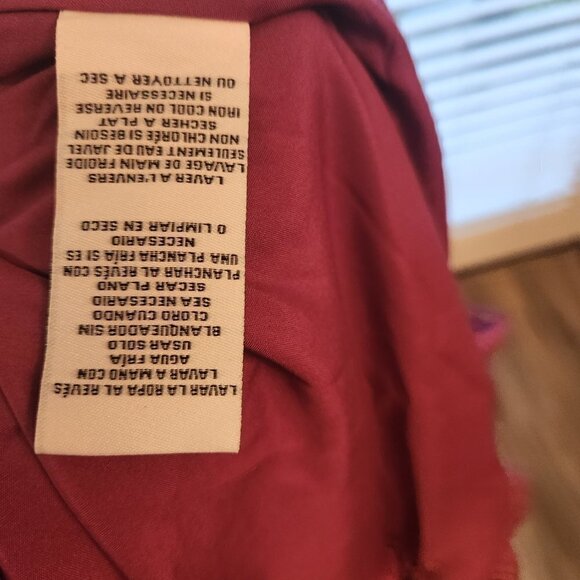 LAVAR LA ROPA AL REVÉS
LAVAR A MANO CON
AGUA FRÍA
USAR SOLO
BLANQUEADOR SIN
CLORO CUANDO
SEA NECESARIO
SECAR PLANO
PLANCHAR AL REVÉS CON
UNA PLANCHA FRÍA SI ES
NECESARIO
O LIMPIAR EN SECO
LAVER A L'ENVERS
LAVAGE DE MAIN FROIDE
SEULEMENT EAU DE JAVEL
NON CHLORÉE SI BESOIN
SECHER A PLAT
IRON COOL ON REVERSE
SI NECESSAIRE
OU NETTOYER A SEC